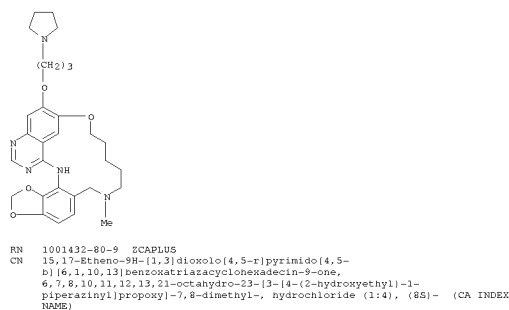 N
(CH2)3
O
O
N
N
NH
O
O
N
Me
RN 1001432-80-9 ZCAPLUS
CN 15,17-Etheno-9H-[1,3]dioxolo[4,5-r]pyrimido[4,5-
b][6,1,10,13]benzoxatriazacyclohexadecin-9-one,
6,7,8,10,11,12,13,21-octahydro-23-[3-[4-(2-hydroxyethyl)-1-
piperazinyl]propoxy]-7,8-dimethyl-, hydrochloride (1:4), (8S)- (CA INDEX
NAME)